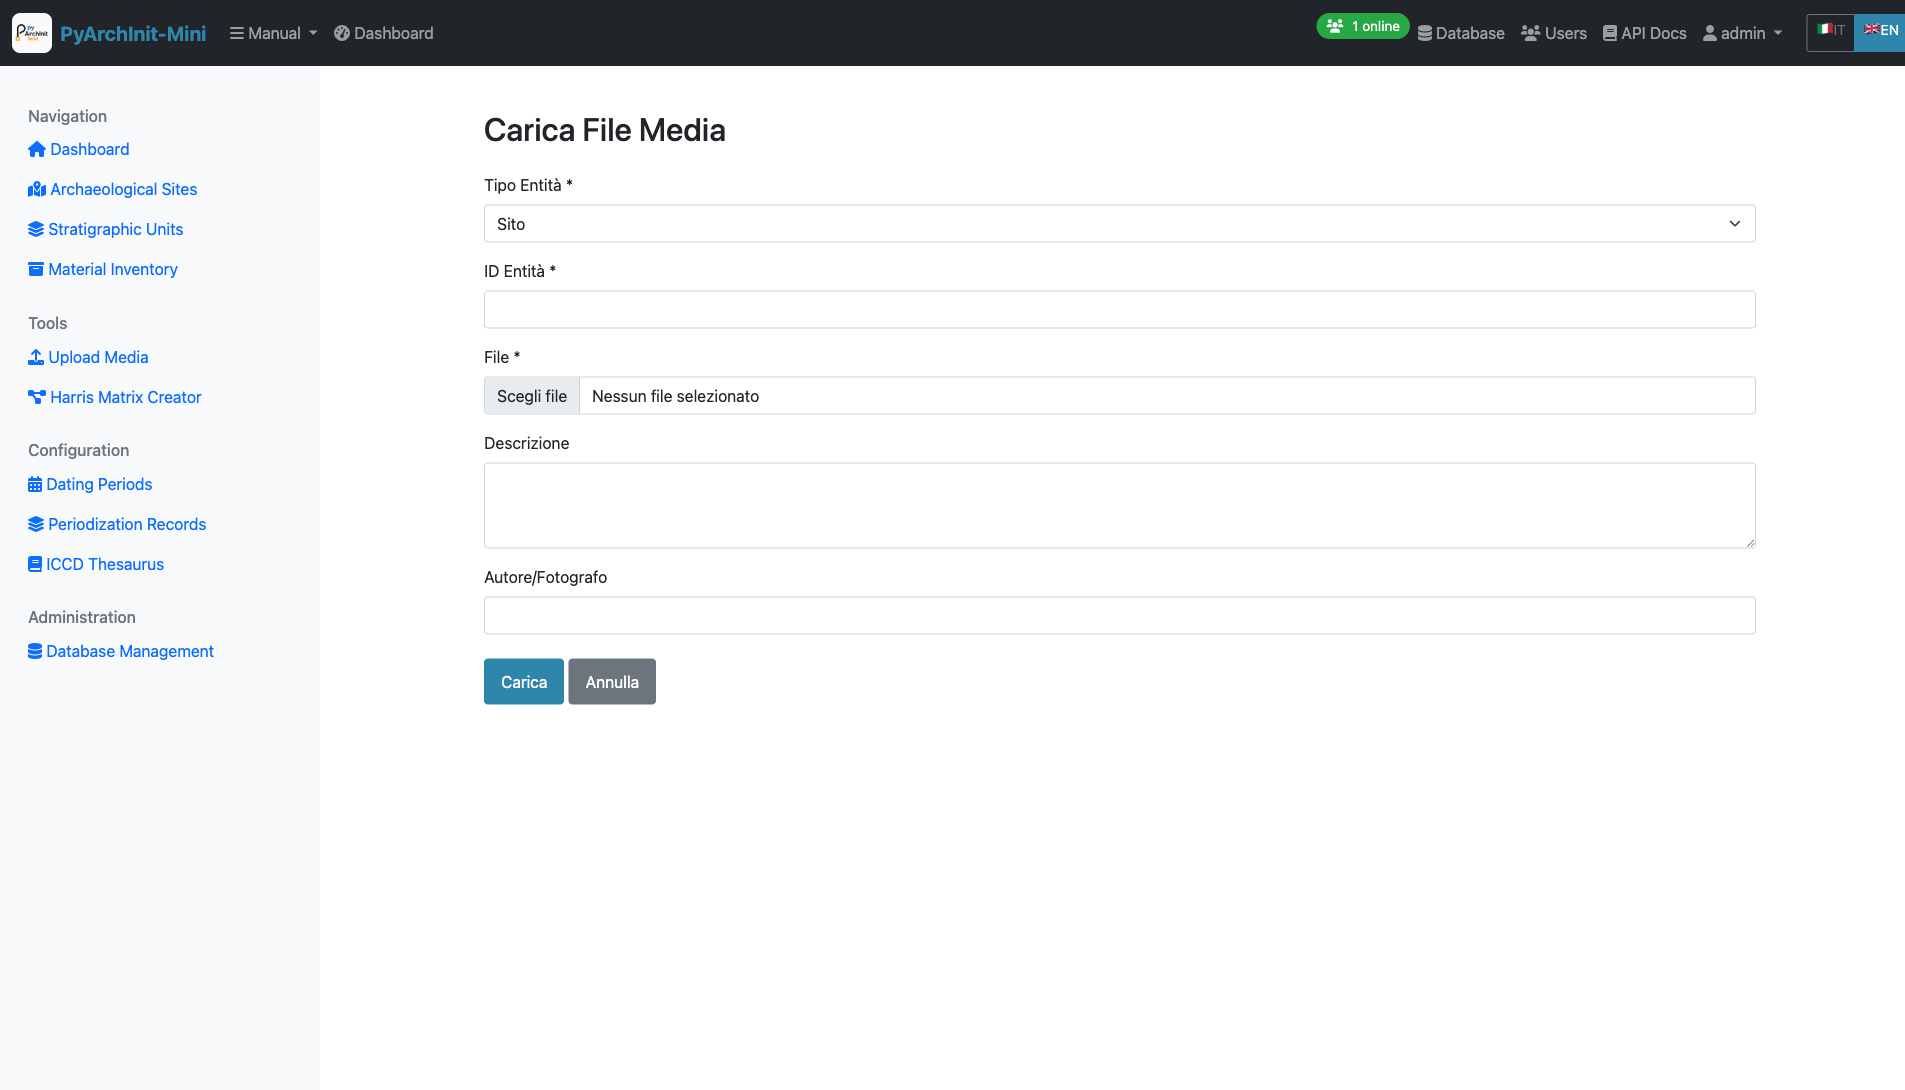 PyArchInit-Mini
Manual
Dashboard
1 online
Database
Users
API Docs
admin
IT
EN
Navigation
Dashboard
Archaeological Sites
Stratigraphic Units
Material Inventory
Tools
Upload Media
Harris Matrix Creator
Configuration
Dating Periods
Periodization Records
ICCD Thesaurus
Administration
Database Management
Carica File Media
Tipo Entità *
Sito
ID Entità *
File *
Scegli file
Nessun file selezionato
Descrizione
Autore/Fotografo
Carica
Annulla